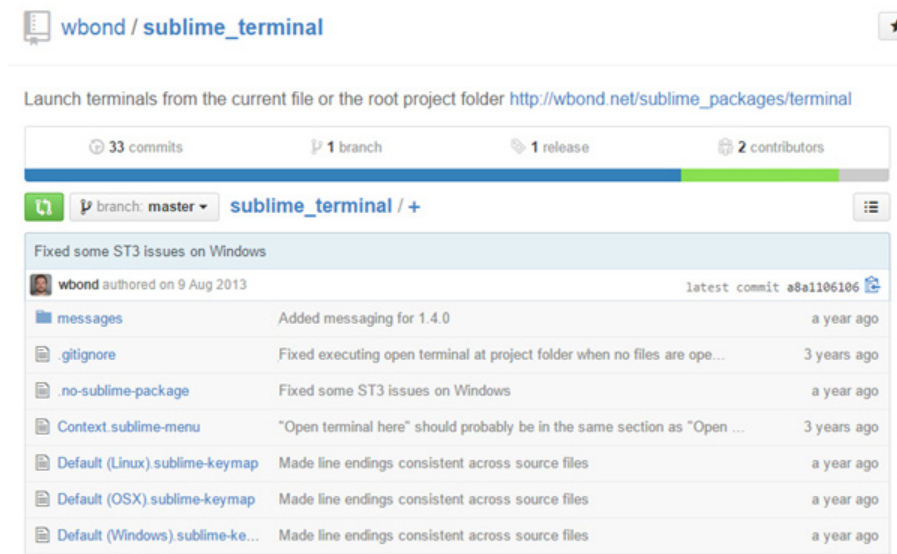 wbond / sublime_terminal
Launch terminals from the current file or the root project folder http://wbond.net/sublime_packages/terminal
33 commits 1 branch 1 release 2 contributors
branch: master sublime_terminal / +
Fixed some ST3 issues on Windows
wbond authored on 9 Aug 2013 latest commit a8a1106106
messages Added messaging for 1.4.0 a year ago
.gitignore Fixed executing open terminal at project folder when no files are ope... 3 years ago
.no-sublime-package Fixed some ST3 issues on Windows a year ago
Context.sublime-menu "Open terminal here" should probably be in the same section as "Open ... 3 years ago
Default (Linux).sublime-keymap Made line endings consistent across source files a year ago
Default (OSX).sublime-keymap Made line endings consistent across source files a year ago
Default (Windows).sublime-ke... Made line endings consistent across source files a year ago